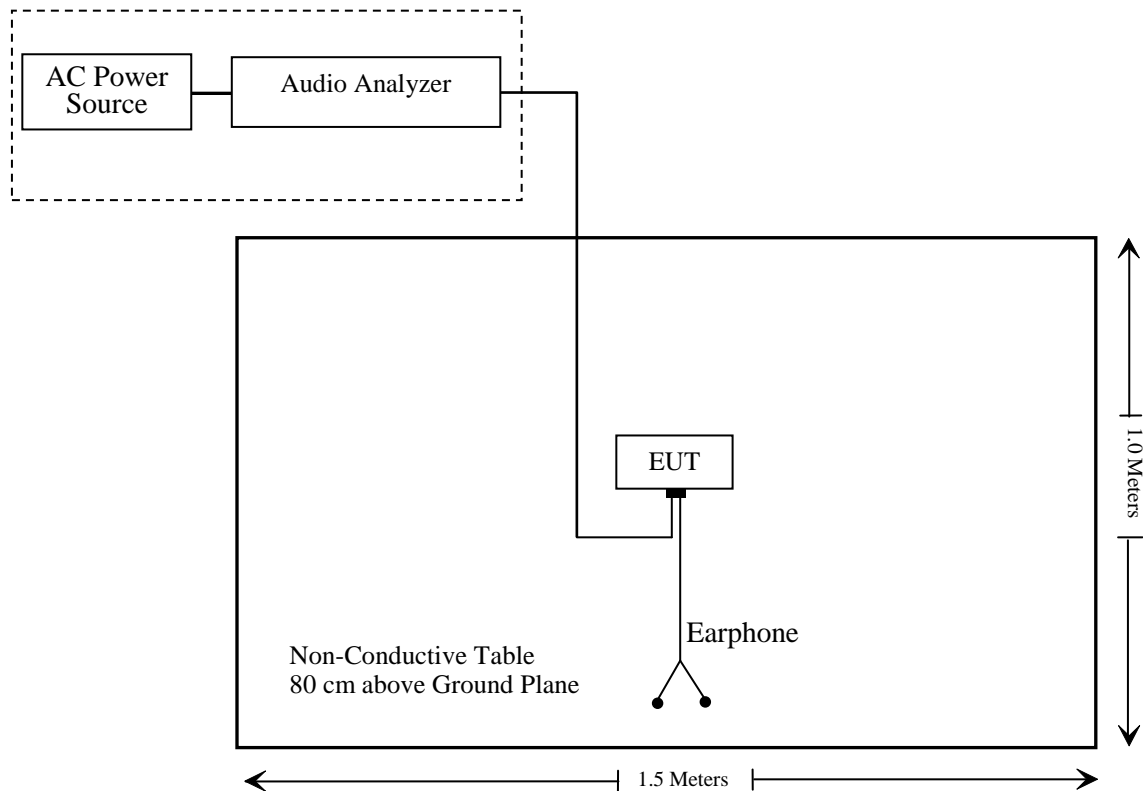 AC Power
Source
Audio Analyzer
EUT
1.0 Meters
Earphone
Non-Conductive Table
80 cm above Ground Plane
1.5 Meters